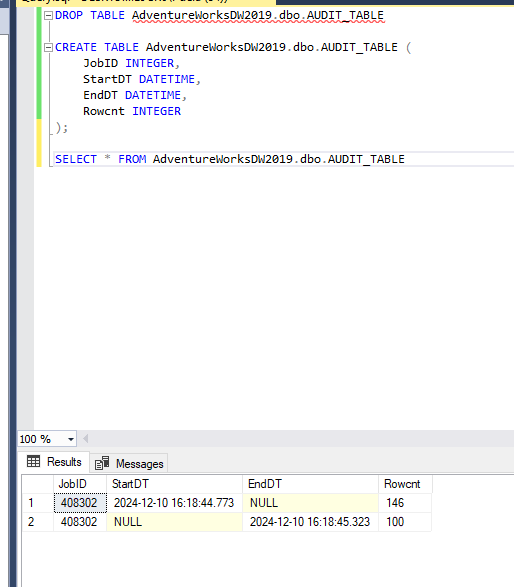 DROP TABLE AdventureWorksDW2019.dbo.AUDIT_TABLE
CREATE TABLE AdventureWorksDW2019.dbo.AUDIT_TABLE (
JobID INTEGER,
StartDT DATETIME,
EndDT DATETIME,
Rowcnt INTEGER
);
SELECT * FROM AdventureWorksDW2019.dbo.AUDIT_TABLE
100 %
Results Messages
JobID StartDT EndDT Rowcnt
1 408302 2024-12-10 16:18:44.773 NULL 146
2 408302 NULL 2024-12-10 16:18:45.323 100